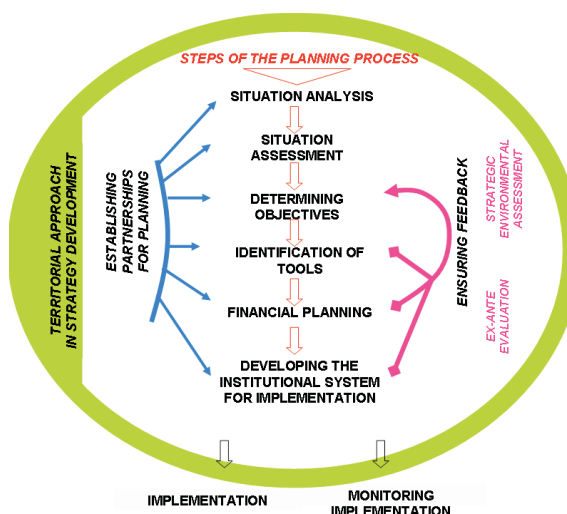 STEPS OF THE PLANNING PROCESS
SITUATION ANALYSIS
SITUATION
ASSESSMENT
DETERMINING
OBJECTIVES
IDENTIFICATION OF
TOOLS
FINANCIAL PLANNING
DEVELOPING THE
INSTITUTIONAL SYSTEM
FOR IMPLEMENTATION
TERRITORIAL APPROACH
IN STRATEGY DEVELOPMENT
ESTABLISHING
PARTNERSHIPS
FOR PLANNING
ENSURING FEEDBACK
STRATEGIC
ENVIRONMENTAL
ASSESSMENT
EX-ANTE
EVALUATION
IMPLEMENTATION
MONITORING
IMPLEMENTATION